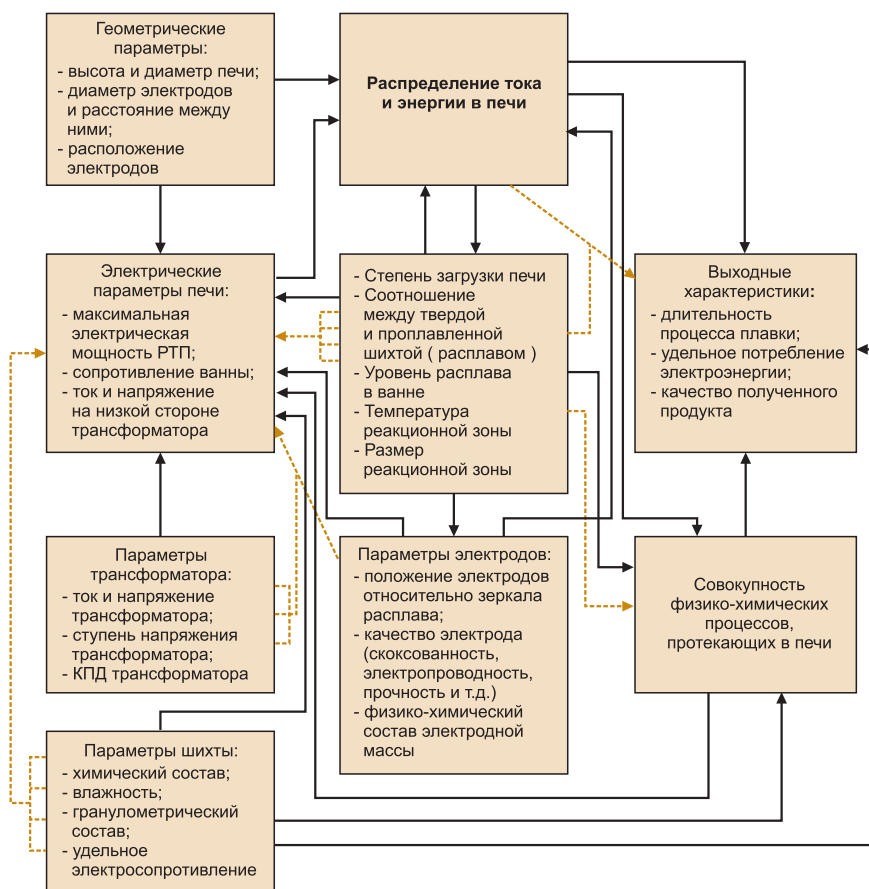 Геометрические
параметры:
- высота и диаметр печи;
- диаметр электродов
и расстояние между
ними;
- расположение
электродов
Распределение тока
и энергии в печи
Электрические
параметры печи:
- максимальная
электрическая
мощность РТП;
- сопротивление ванны;
- ток и напряжение
на низкой стороне
трансформатора
- Степень загрузки печи
- Соотношение
между твердой
и проплавленной
шихтой ( расплавом )
- Уровень расплава
в ванне
- Температура
реакционной зоны
- Размер
реакционной зоны
Выходные
характеристики:
- длительность
процесса плавки;
- удельное потребление
электроэнергии;
- качество полученного
продукта
Параметры
трансформатора:
- ток и напряжение
трансформатора;
- ступень напряжения
трансформатора;
- КПД трансформатора
Параметры электродов:
- положение электродов
относительно зеркала
расплава;
- качество электрода
(скоксованность,
электропроводность,
прочность и т.д.)
- физико-химический
состав электродной
массы
Совокупность
физико-химических
процессов,
протекающих в печи
Параметры шихты:
- химический состав;
- влажность;
- гранулометрический
состав;
- удельное
электросопротивление